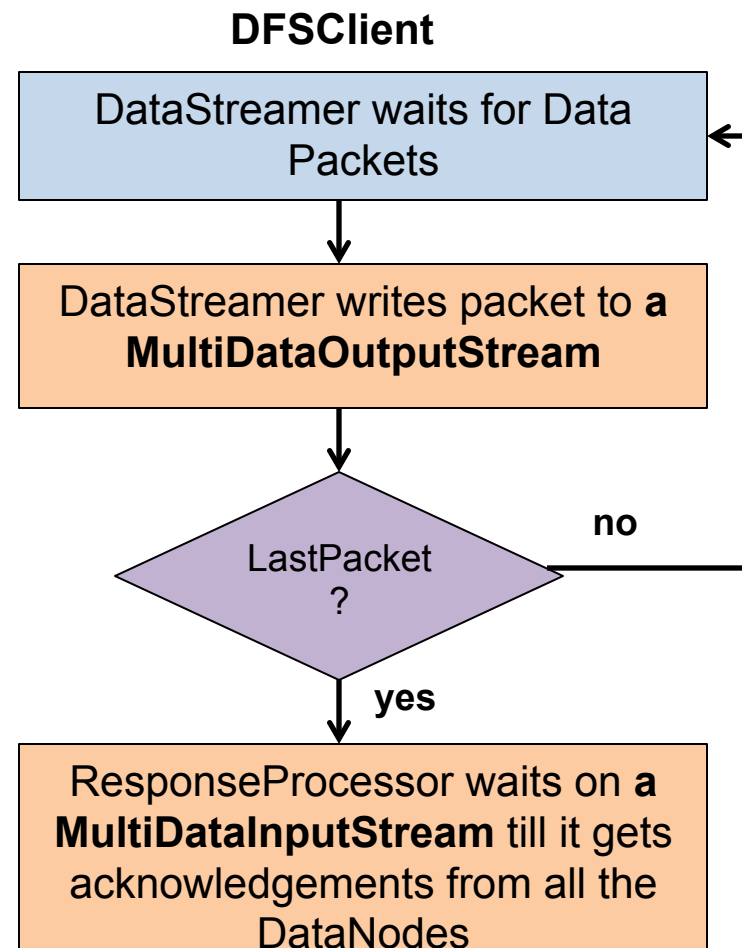 DFSClient
DataStreamer waits for Data
Packets
DataStreamer writes packet to a
MultiDataOutputStream
LastPacket
?
no
yes
ResponseProcessor waits on a
MultiDataInputStream till it gets
acknowledgements from all the
DataNodes